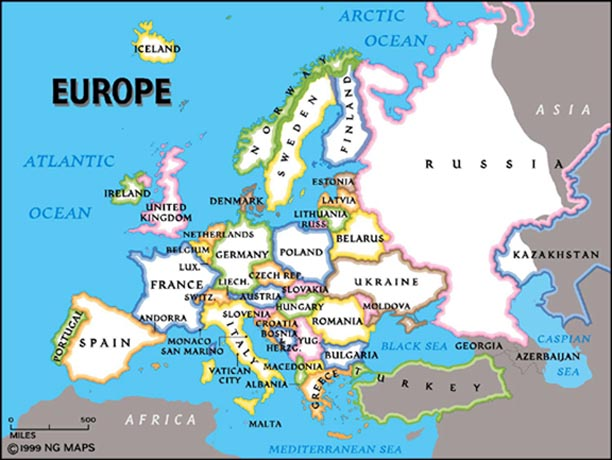 ARCTIC
OCEAN
ICELAND
EUROPE
NORWAY
SWEDEN
FINLAND
ASIA
RUSSIA
ATLANTIC
OCEAN
IRELAND
UNITED
KINGDOM
DENMARK
ESTONIA
LATVIA
LITHUANIA
RUSS.
NETHERLANDS
BELGIUM
LUX.
GERMANY
POLAND
BELARUS
KAZAKHSTAN
FRANCE
SWITZ.
LIECH.
CZECH REP.
SLOVAKIA
AUSTRIA
UKRAINE
HUNGARY
MOLDOVA
ANDORRA
SLOVENIA
CROATIA
BOSNIA
HERZG.
YUG.
ROMANIA
PORTUGAL
SPAIN
MONACO
SAN MARINO
ITALY
BULGARIA
BLACK SEA
GEORGIA
CASPIAN
SEA
AZERBAIJAN
VATICAN
CITY
MACEDONIA
ALBANIA
GREECE
TURKEY
AFRICA
MALTA
MEDITERRANEAN SEA
0 500
MILES
©1999 NG MAPS